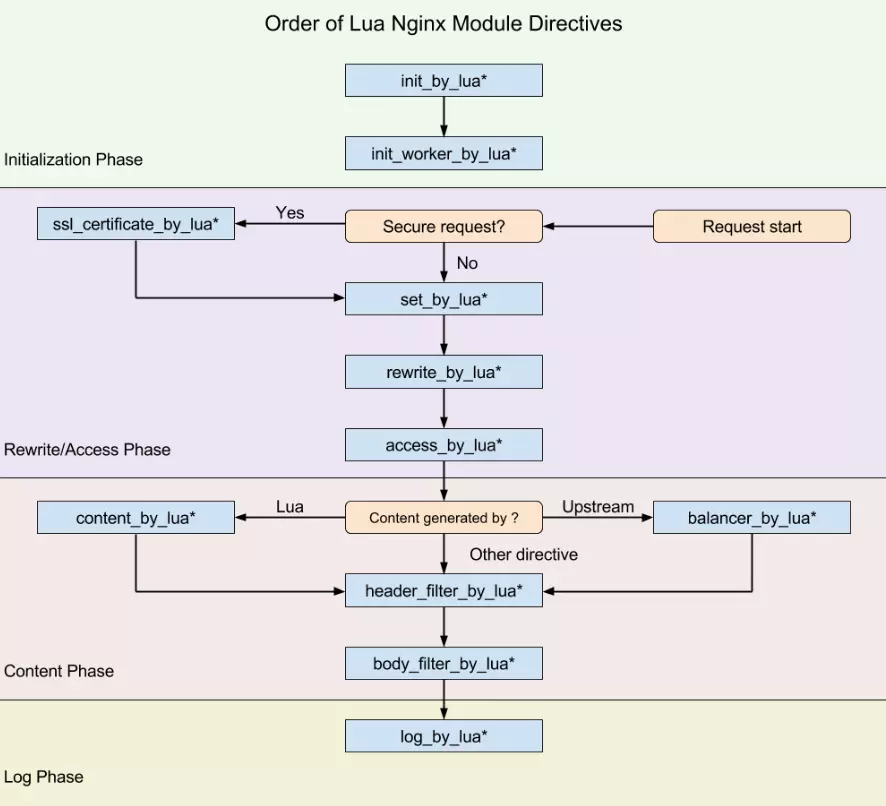 Order of Lua Nginx Module Directives
init_by_lua*
init_worker_by_lua*
Initialization Phase
ssl_certificate_by_lua*
Yes
Secure request?
Request start
No
set_by_lua*
rewrite_by_lua*
access_by_lua*
Rewrite/Access Phase
content_by_lua*
Lua
Content generated by ?
Upstream
balancer_by_lua*
Other directive
header_filter_by_lua*
body_filter_by_lua*
Content Phase
log_by_lua*
Log Phase